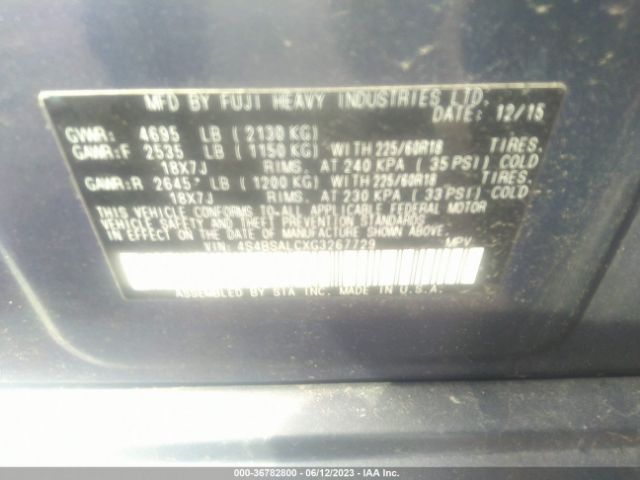 MFD BY FUJI HEAVY INDUSTRIES LTD.
DATE: 12/15
GVWR: 4695 LB (2130 KG)
GAWR:F 2535 LB (1150 KG) WITH 225/60R18 TIRES.
18X7J RIMS. AT 240 KPA (35 PSI) COLD
GAWR:R 2645* LB (1200 KG) WITH 225/60R18 TIRES.
18X7J RIMS. AT 230 KPA (33 PSI) COLD
THIS VEHICLE CONFORMS TO ALL APPLICABLE FEDERAL MOTOR
VEHICLE SAFETY AND THEFT PREVENTION STANDARDS
IN EFFECT ON THE DATE OF MANUFACTURE SHOWN ABOVE.
VIN: 4S4BSALCXG3267729 MPV
ASSEMBLED BY SIA INC. MADE IN U.S.A.
000-36782800 - 06/12/2023 - IAA Inc.